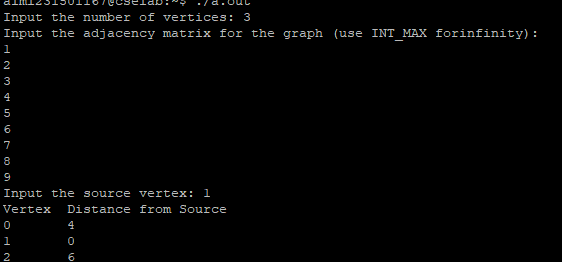 aim1231501167@cselab:~$ ./a.out
Input the number of vertices: 3
Input the adjacency matrix for the graph (use INT_MAX forinfinity):
1
2
3
4
5
6
7
8
9
Input the source vertex: 1
Vertex  Distance from Source
0       4
1       0
2       6